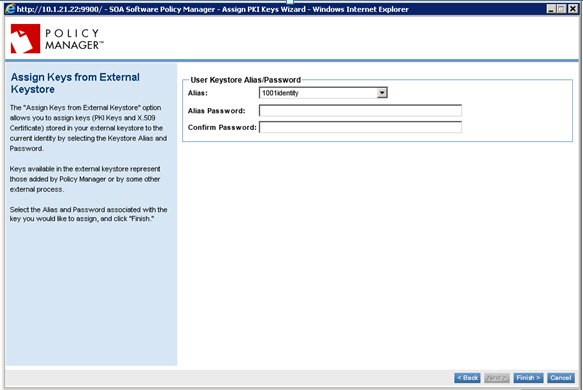 http://10.1.21.22:9900/ - SOA Software Policy Manager - Assign PKI Keys Wizard - Windows Internet Explorer
POLICY
MANAGER™
Assign Keys from External
Keystore
The "Assign Keys from External Keystore" option
allows you to assign keys (PKI Keys and X.509
Certificate) stored in your external keystore to the
current identity by selecting the Keystore Alias and
Password.
Keys available in the external keystore represent
those added by Policy Manager or by some other
external process.
Select the Alias and Password associated with the
key you would like to assign, and click "Finish."
User Keystore Alias/Password
Alias: 1001identity
Alias Password:
Confirm Password:
< Back Next > Finish > Cancel